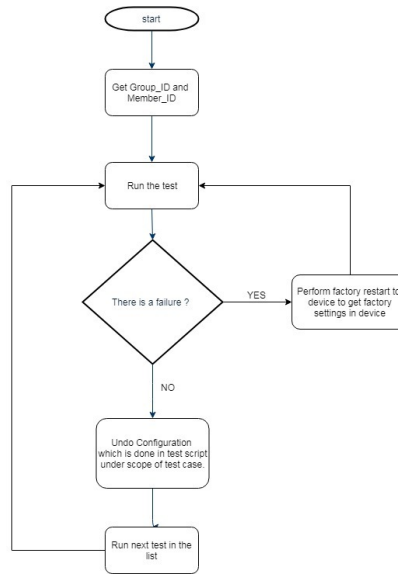 start
Get Group_ID and
Member_ID
Run the test
There is a failure ?
YES
Perform factory restart to
device to get factory
settings in device
NO
Undo Configuration
which is done in test script
under scope of test case.
Run next test in the
list